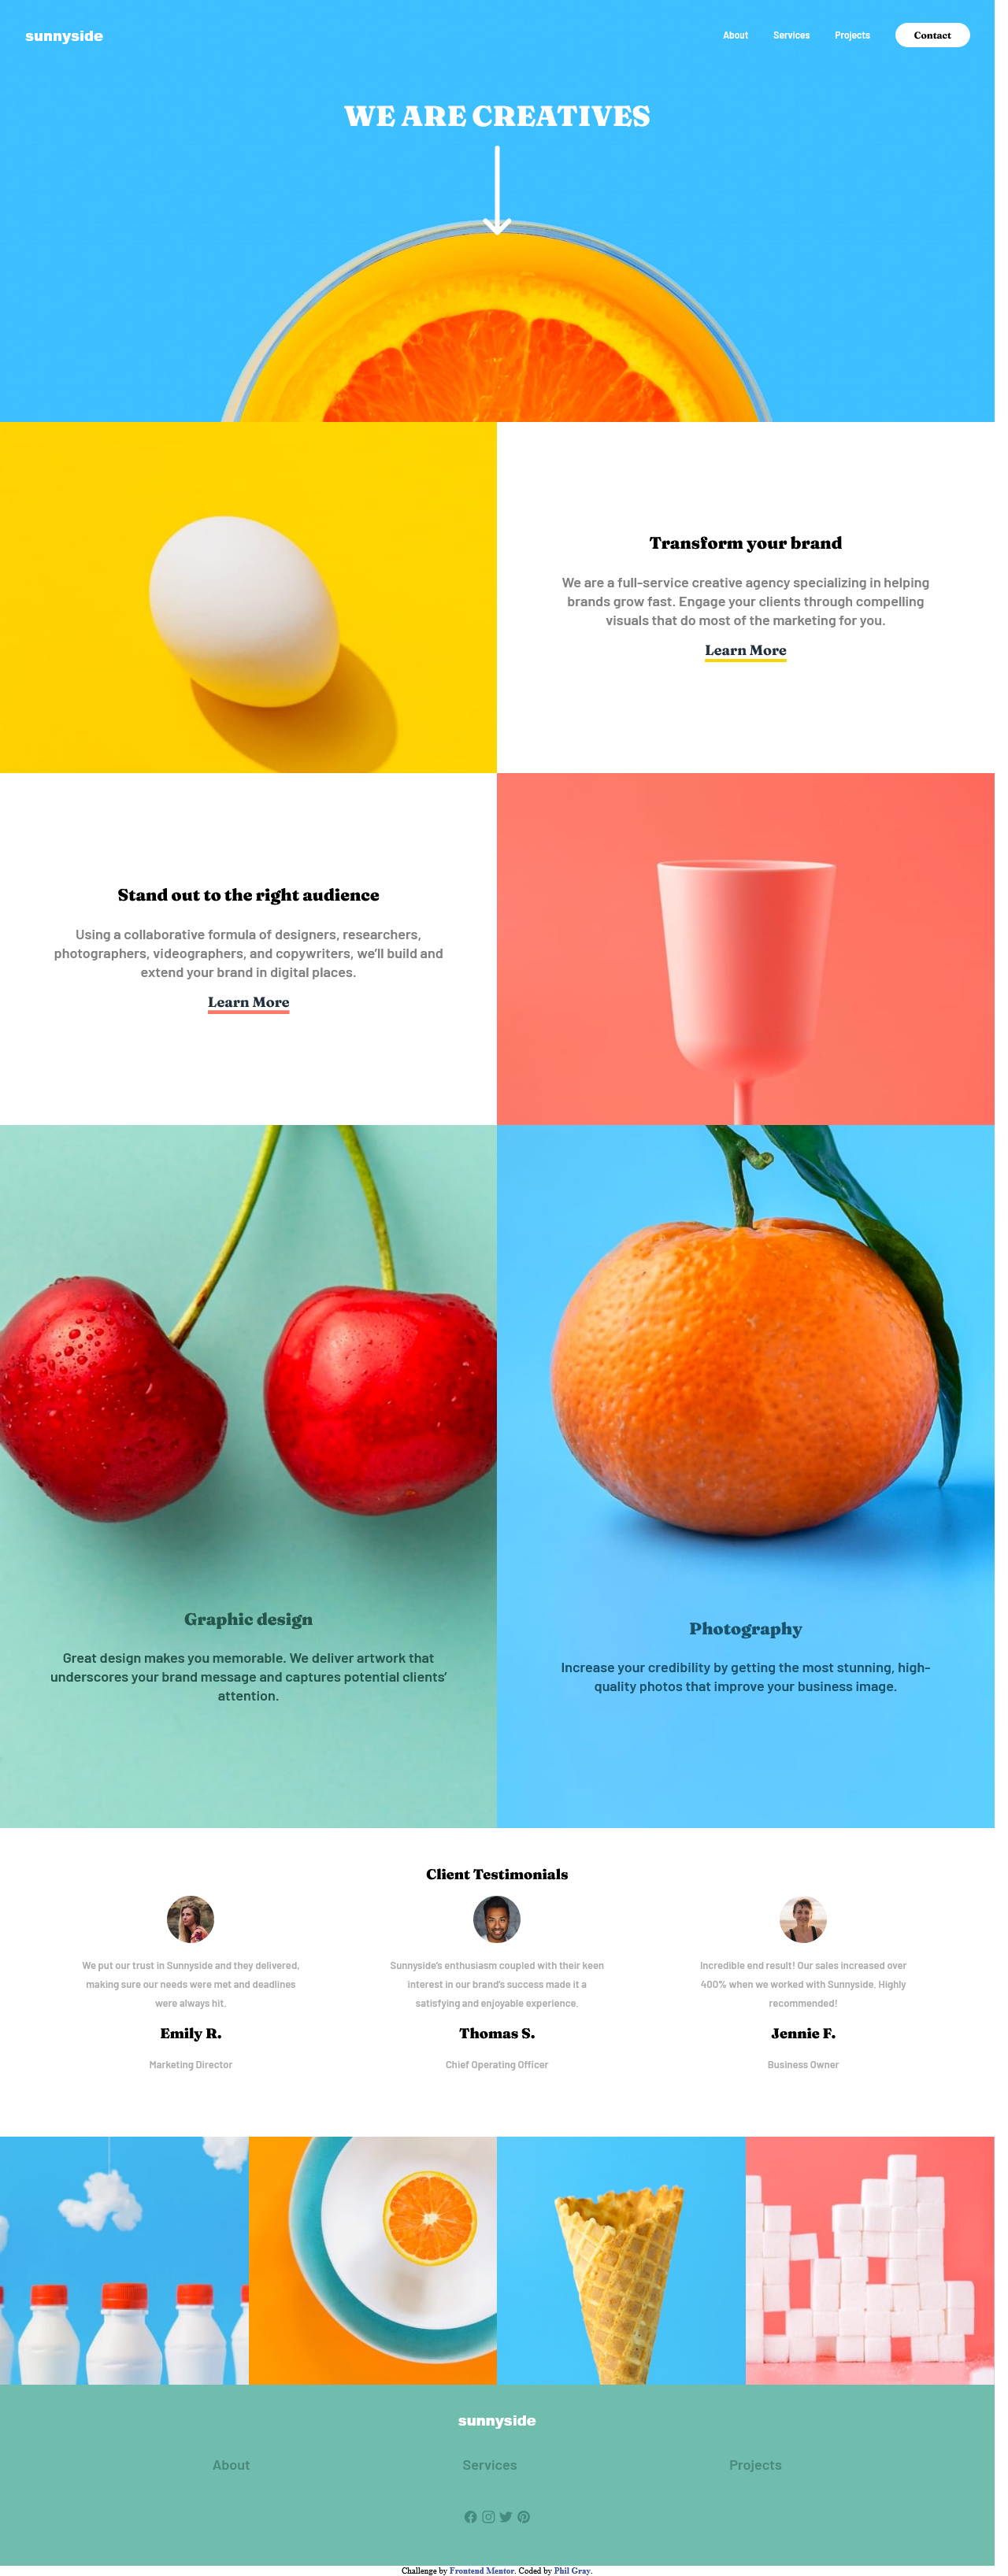 sunnyside
About Services Projects Contact
WE ARE CREATIVES
Transform your brand
We are a full-service creative agency specializing in helping
brands grow fast. Engage your clients through compelling
visuals that do most of the marketing for you.
Learn More
Stand out to the right audience
Using a collaborative formula of designers, researchers,
photographers, videographers, and copywriters, we’ll build and
extend your brand in digital places.
Learn More
Graphic design
Great design makes you memorable. We deliver artwork that
underscores your brand message and captures potential clients’
attention.
Photography
Increase your credibility by getting the most stunning, high-
quality photos that improve your business image.
Client Testimonials
We put our trust in Sunnyside and they delivered,
making sure our needs were met and deadlines
were always hit.
Emily R.
Marketing Director
Sunnyside’s enthusiasm coupled with their keen
interest in our brand’s success made it a
satisfying and enjoyable experience.
Thomas S.
Chief Operating Officer
Incredible end result! Our sales increased over
400% when we worked with Sunnyside. Highly
recommended!
Jennie F.
Business Owner
sunnyside
About Services Projects
Challenge by Frontend Mentor. Coded by Phil Gray.